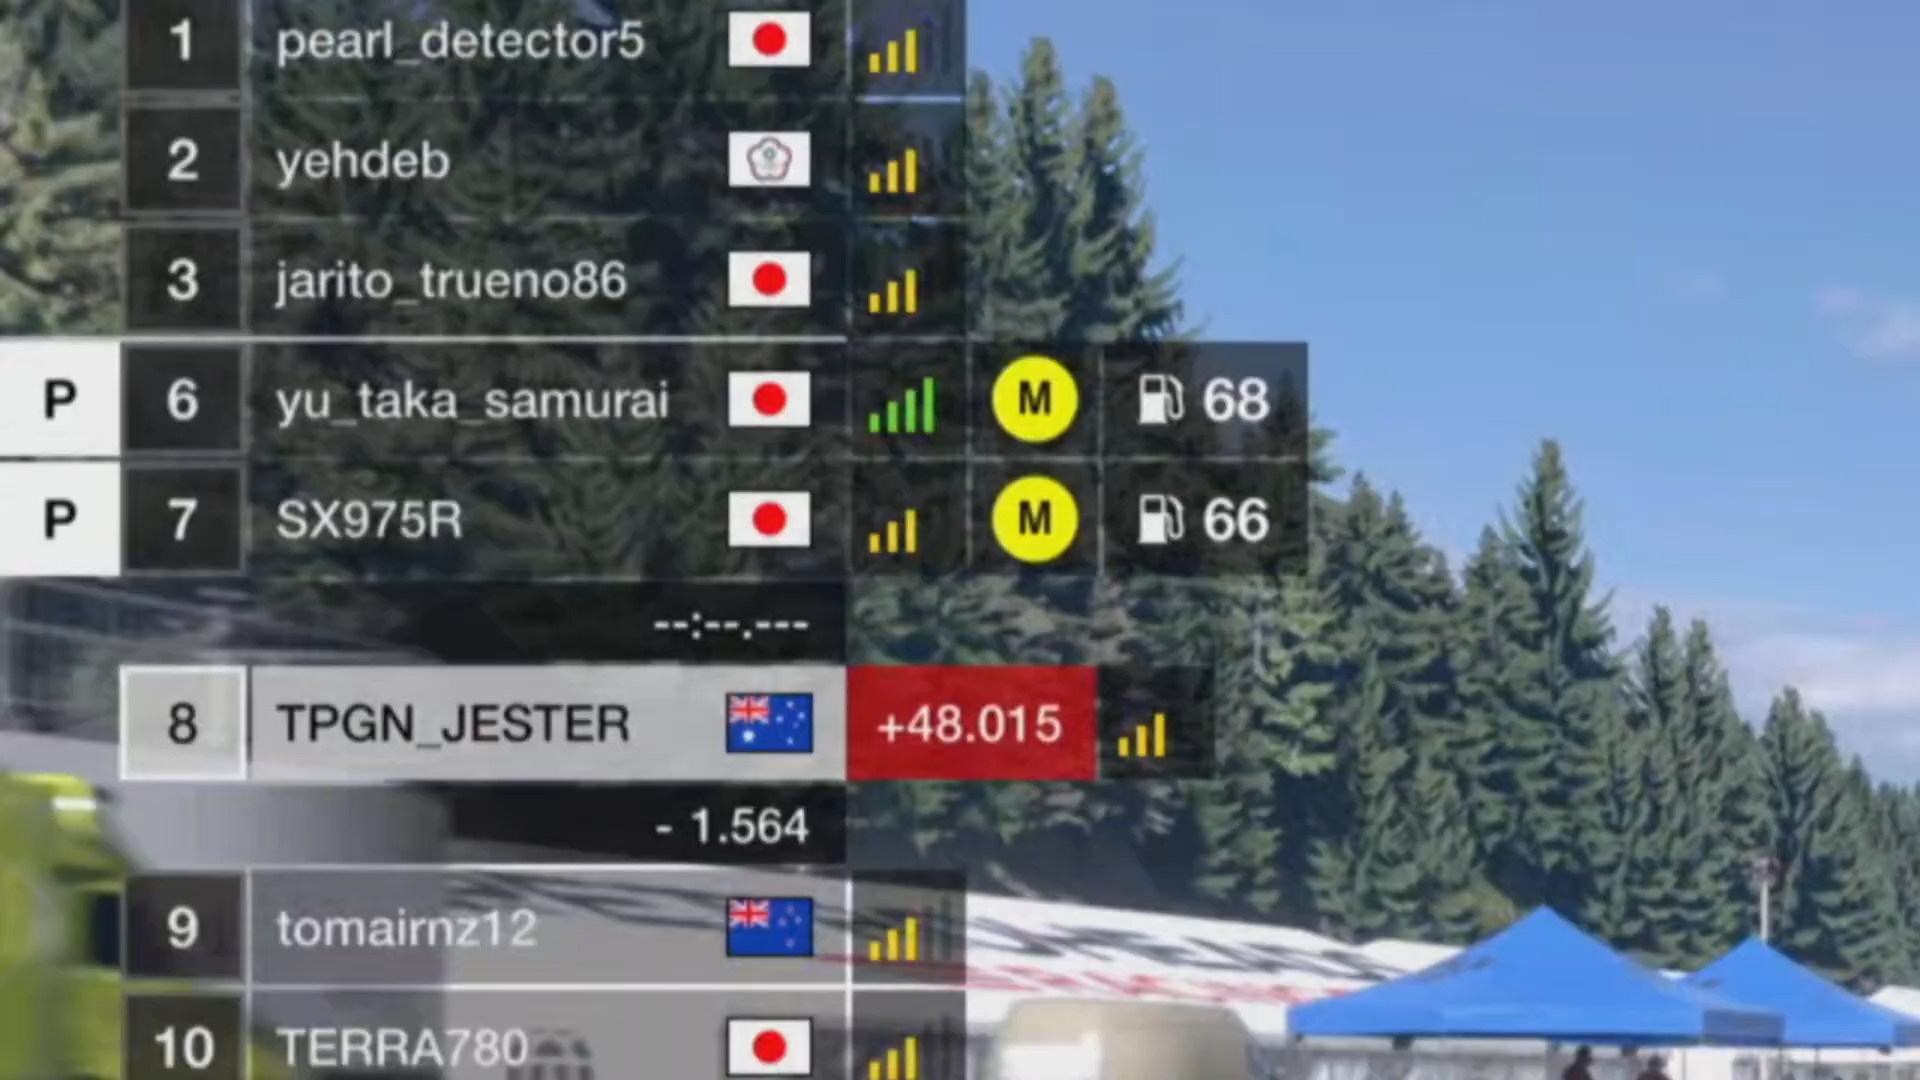 1 pearl_detector5
2 yehdeb
3 jarito_trueno86
P 6 yu_taka_samurai M 68
P 7 SX975R M 66
--:--.---
8 TPGN_JESTER +48.015
- 1.564
9 tomairnz12
10 TERRA780